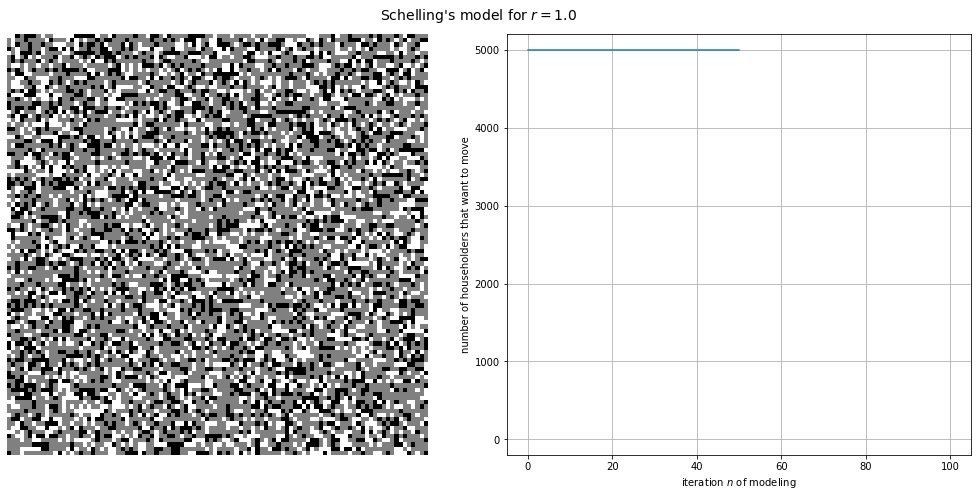 Schelling's model for r = 1.0
number of householders that want to move
5000
4000
3000
2000
1000
0
0 20 40 60 80 100
iteration n of modeling